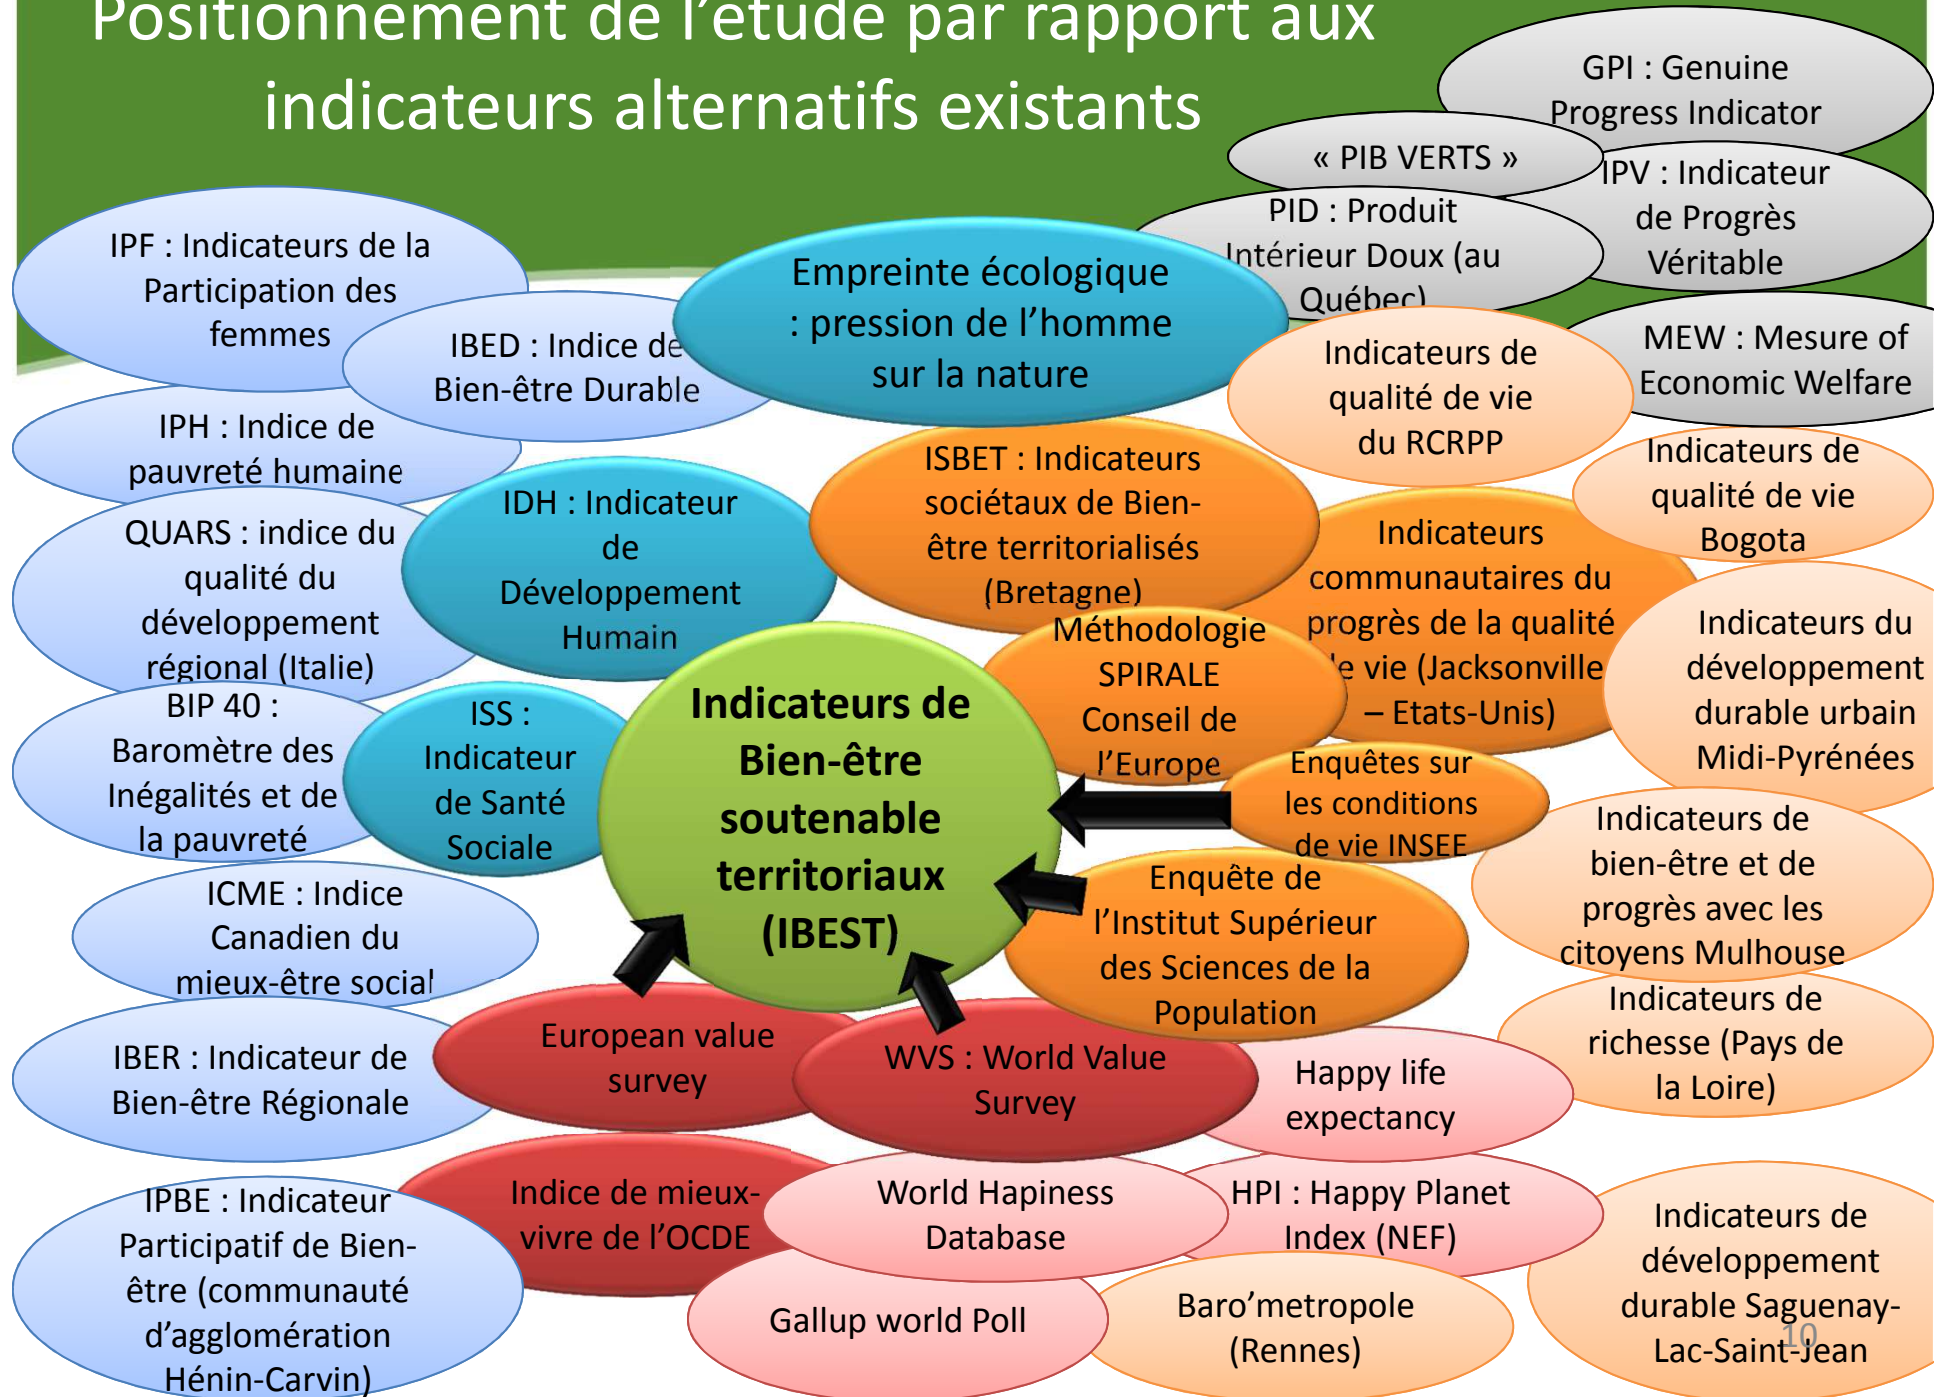 Positionnement de l'étude par rapport aux
indicateurs alternatifs existants
GPI : Genuine
Progress Indicator
« PIB VERTS »
IPV : Indicateur
de Progrès
Véritable
PID : Produit
Intérieur Doux (au
Québec)
MEW : Mesure of
Economic Welfare
IPF : Indicateurs de la
Participation des
femmes
IBED : Indice de
Bien-être Durable
Empreinte écologique
: pression de l'homme
sur la nature
Indicateurs de
qualité de vie
du RCRPP
IPH : Indice de
pauvreté humaine
IDH : Indicateur
de
Développement
Humain
ISBET : Indicateurs
sociétaux de Bien-
être territorialisés
(Bretagne)
Indicateurs de
qualité de vie
Bogota
QUARS : indice du
qualité du
développement
régional (Italie)
Indicateurs
communautaires du
progrès de la qualité
de vie (Jacksonville
– Etats-Unis)
Méthodologie
SPIRALE
Conseil de
l'Europe
Indicateurs du
développement
durable urbain
Midi-Pyrénées
BIP 40 :
Baromètre des
Inégalités et de
la pauvreté
ISS :
Indicateur
de Santé
Sociale
Indicateurs de
Bien-être
soutenable
territoriaux
(IBEST)
Enquêtes sur
les conditions
de vie INSEE
Indicateurs de
bien-être et de
progrès avec les
citoyens Mulhouse
ICME : Indice
Canadien du
mieux-être social
Enquête de
l'Institut Supérieur
des Sciences de la
Population
Indicateurs de
richesse (Pays de
la Loire)
IBER : Indicateur de
Bien-être Régionale
European value
survey
WVS : World Value
Survey
Happy life
expectancy
IPBE : Indicateur
Participatif de Bien-
être (communauté
d'agglomération
Hénin-Carvin)
Indice de mieux-
vivre de l'OCDE
World Hapiness
Database
HPI : Happy Planet
Index (NEF)
Gallup world Poll
Baro'metropole
(Rennes)
Indicateurs de
développement
durable Saguenay-
Lac-Saint-Jean
10